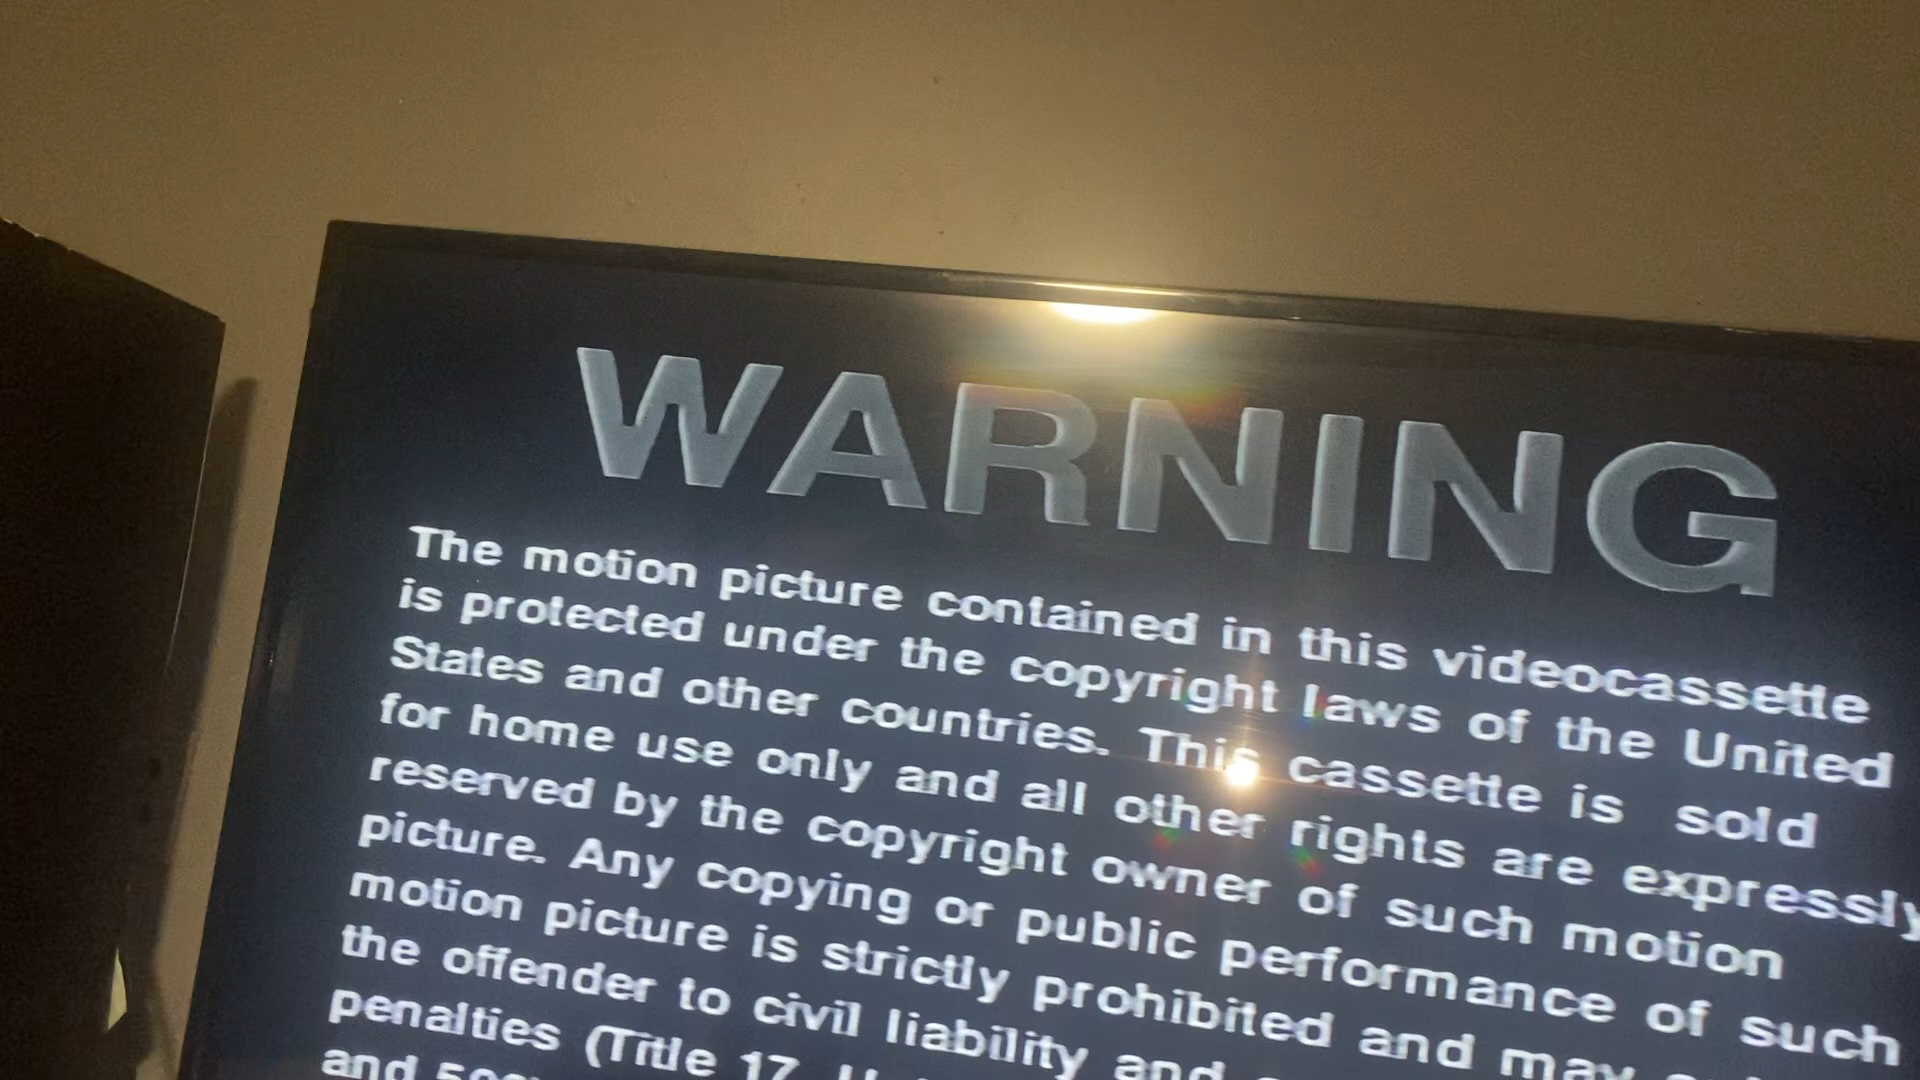 WARNING
The motion picture contained in this videocassette
is protected under the copyright laws of the United
States and other countries. This cassette is sold
for home use only and all other rights are expressly
reserved by the copyright owner of such motion
picture. Any copying or public performance of such
motion picture is strictly prohibited and may
the offender to civil liability and
penalties (Title 17,
and